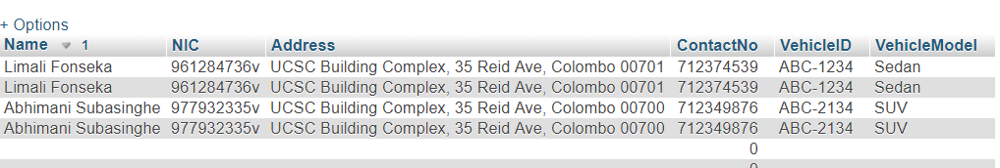 + Options
Name 1 NIC Address ContactNo VehicleID VehicleModel
Limali Fonseka 961284736v UCSC Building Complex, 35 Reid Ave, Colombo 00701 712374539 ABC-1234 Sedan
Limali Fonseka 961284736v UCSC Building Complex, 35 Reid Ave, Colombo 00701 712374539 ABC-1234 Sedan
Abhimani Subasinghe 977932335v UCSC Building Complex, 35 Reid Ave, Colombo 00700 712349876 ABC-2134 SUV
Abhimani Subasinghe 977932335v UCSC Building Complex, 35 Reid Ave, Colombo 00700 712349876 ABC-2134 SUV
0